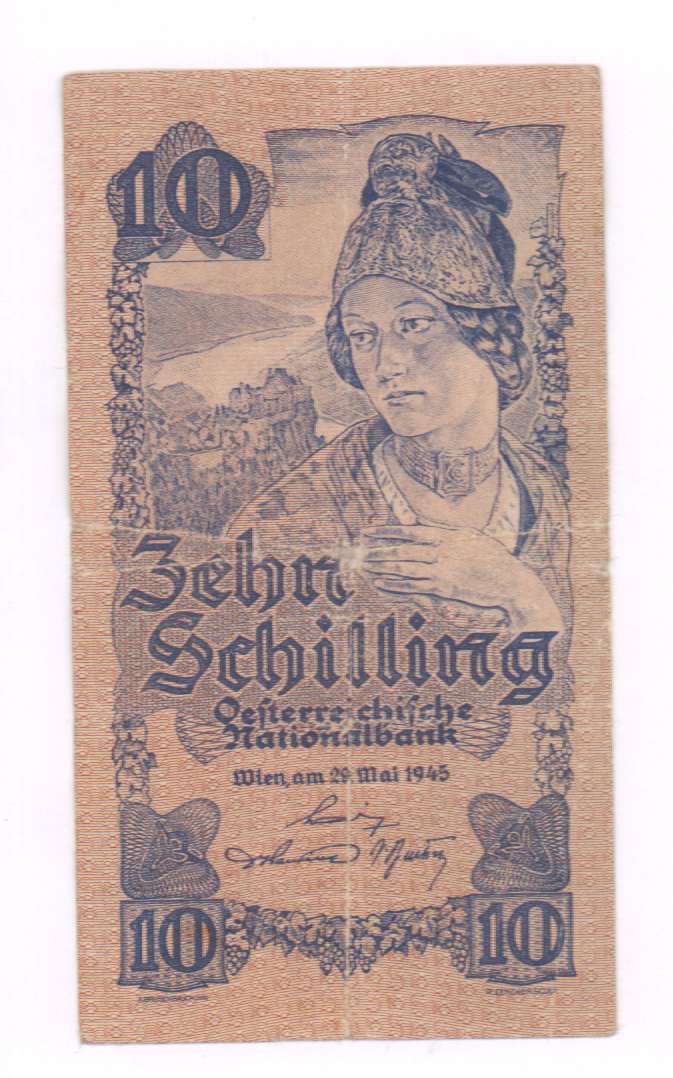 10
Zehn
Schilling
Oesterreichische
Nationalbank
Wien, am 29. Mai 1945
10
10